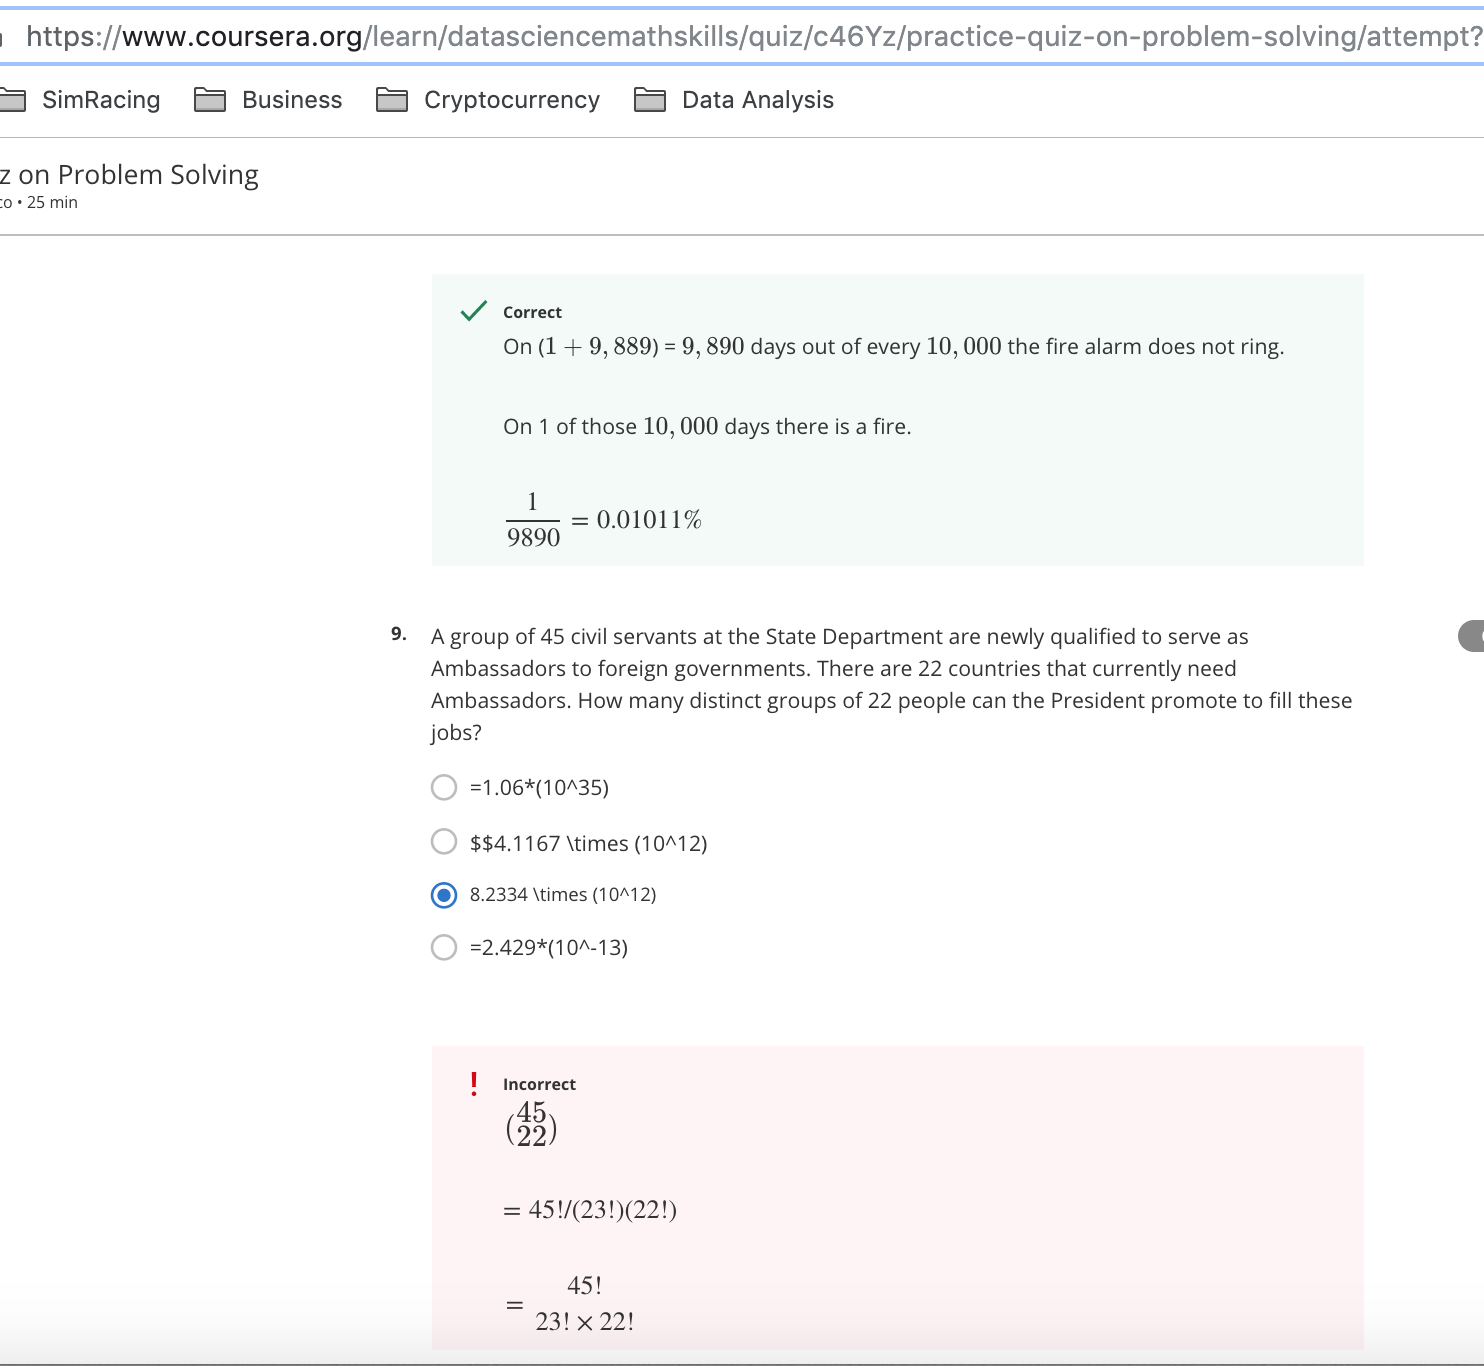 https://www.coursera.org/learn/datasciencemathskills/quiz/c46Yz/practice-quiz-on-problem-solving/attempt?
SimRacing Business Cryptocurrency Data Analysis
z on Problem Solving
co • 25 min
Correct
On (1 + 9, 889) = 9, 890 days out of every 10, 000 the fire alarm does not ring.
On 1 of those 10, 000 days there is a fire.
1
9890
= 0.01011%
9. A group of 45 civil servants at the State Department are newly qualified to serve as
Ambassadors to foreign governments. There are 22 countries that currently need
Ambassadors. How many distinct groups of 22 people can the President promote to fill these
jobs?
=1.06*(10^35)
$$4.1167 \times (10^12)
8.2334 \times (10^12)
=2.429*(10^-13)
! Incorrect
(45
22)
= 45!/(23!)(22!)
45!
=
23! × 22!